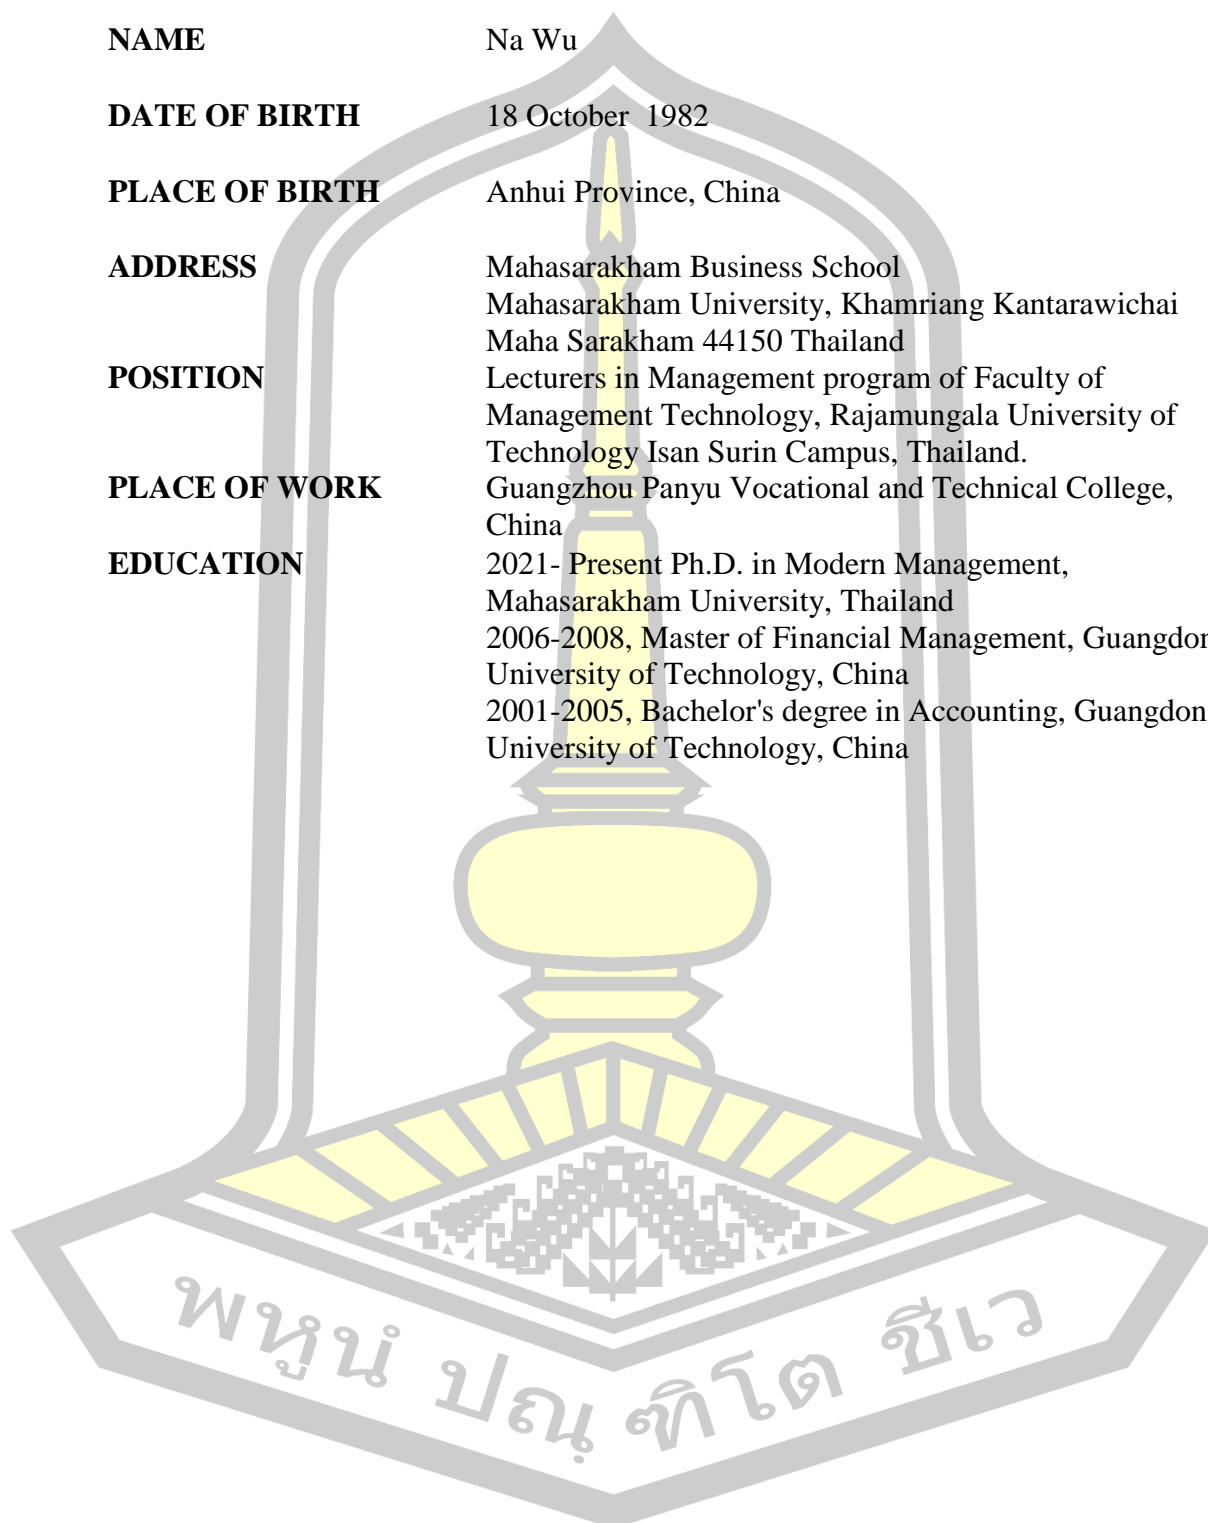 NAME Na Wu
DATE OF BIRTH 18 October 1982
PLACE OF BIRTH Anhui Province, China
ADDRESS Mahasarakham Business School
Mahasarakham University, Khamriang Kantarawichai
Maha Sarakham 44150 Thailand
POSITION Lecturers in Management program of Faculty of
Management Technology, Rajamungala University of
Technology Isan Surin Campus, Thailand.
PLACE OF WORK Guangzhou Panyu Vocational and Technical College,
China
EDUCATION 2021- Present Ph.D. in Modern Management,
Mahasarakham University, Thailand
2006-2008, Master of Financial Management, Guangdon
University of Technology, China
2001-2005, Bachelor's degree in Accounting, Guangdon
University of Technology, China
พหูนํ ปณฺฑิโต ชีเว